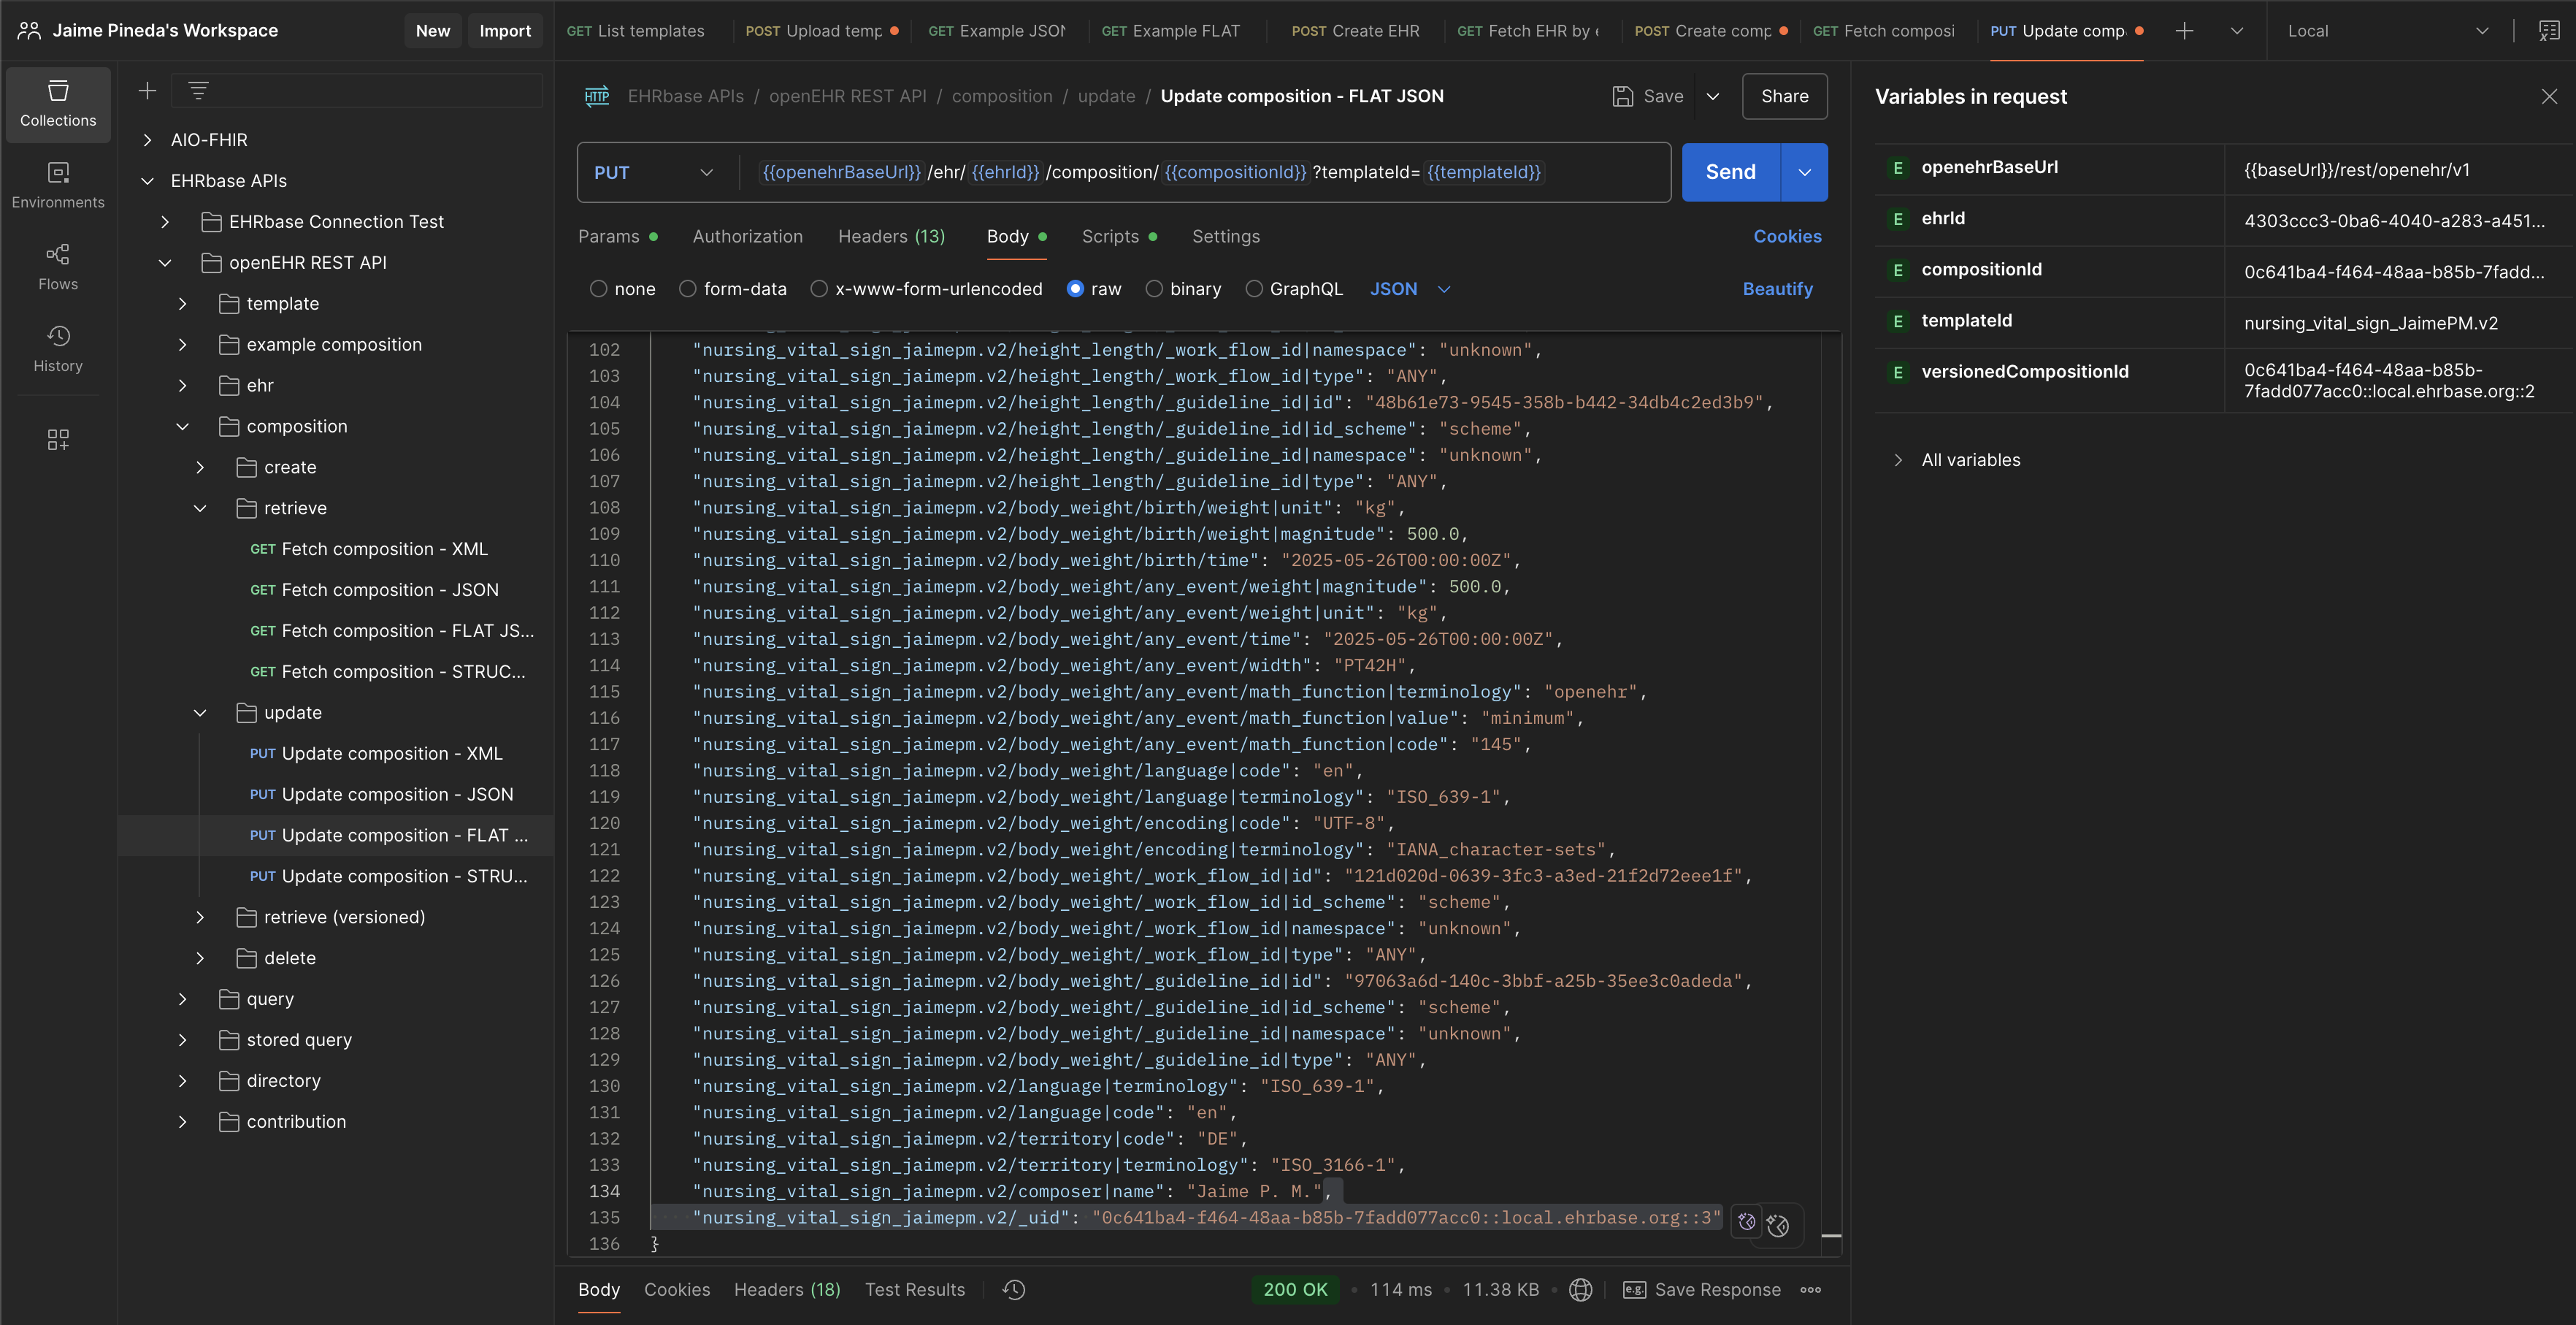 Jaime Pineda's Workspace
New
Import
GET List templates
POST Upload temp
GET Example JSON
GET Example FLAT
POST Create EHR
GET Fetch EHR by
POST Create comp
GET Fetch composi
PUT Update comp
Local
Collections
Environments
Flows
History
AIO-FHIR
EHRbase APIs
EHRbase Connection Test
openEHR REST API
template
example composition
ehr
composition
create
retrieve
GET Fetch composition - XML
GET Fetch composition - JSON
GET Fetch composition - FLAT JS...
GET Fetch composition - STRUC...
update
PUT Update composition - XML
PUT Update composition - JSON
PUT Update composition - FLAT ...
PUT Update composition - STRU...
retrieve (versioned)
delete
query
stored query
directory
contribution
HTTP EHRbase APIs / openEHR REST API / composition / update / Update composition - FLAT JSON
Save
Share
PUT
{{openehrBaseUrl}}/ehr/{{ehrId}}/composition/{{compositionId}}?templateId={{templateId}}
Send
Params
Authorization
Headers (13)
Body
Scripts
Settings
Cookies
none
form-data
x-www-form-urlencoded
raw
binary
GraphQL
JSON
Beautify
102 "nursing_vital_sign_jaimepm.v2/height_length/_work_flow_id|namespace": "unknown",
103 "nursing_vital_sign_jaimepm.v2/height_length/_work_flow_id|type": "ANY",
104 "nursing_vital_sign_jaimepm.v2/height_length/_guideline_id|id": "48b61e73-9545-358b-b442-34db4c2ed3b9",
105 "nursing_vital_sign_jaimepm.v2/height_length/_guideline_id|id_scheme": "scheme",
106 "nursing_vital_sign_jaimepm.v2/height_length/_guideline_id|namespace": "unknown",
107 "nursing_vital_sign_jaimepm.v2/height_length/_guideline_id|type": "ANY",
108 "nursing_vital_sign_jaimepm.v2/body_weight/birth/weight|unit": "kg",
109 "nursing_vital_sign_jaimepm.v2/body_weight/birth/weight|magnitude": 500.0,
110 "nursing_vital_sign_jaimepm.v2/body_weight/birth/time": "2025-05-26T00:00:00Z",
111 "nursing_vital_sign_jaimepm.v2/body_weight/any_event/weight|magnitude": 500.0,
112 "nursing_vital_sign_jaimepm.v2/body_weight/any_event/weight|unit": "kg",
113 "nursing_vital_sign_jaimepm.v2/body_weight/any_event/time": "2025-05-26T00:00:00Z",
114 "nursing_vital_sign_jaimepm.v2/body_weight/any_event/width": "PT42H",
115 "nursing_vital_sign_jaimepm.v2/body_weight/any_event/math_function|terminology": "openehr",
116 "nursing_vital_sign_jaimepm.v2/body_weight/any_event/math_function|value": "minimum",
117 "nursing_vital_sign_jaimepm.v2/body_weight/any_event/math_function|code": "145",
118 "nursing_vital_sign_jaimepm.v2/body_weight/language|code": "en",
119 "nursing_vital_sign_jaimepm.v2/body_weight/language|terminology": "ISO_639-1",
120 "nursing_vital_sign_jaimepm.v2/body_weight/encoding|code": "UTF-8",
121 "nursing_vital_sign_jaimepm.v2/body_weight/encoding|terminology": "IANA_character-sets",
122 "nursing_vital_sign_jaimepm.v2/body_weight/_work_flow_id|id": "121d020d-0639-3fc3-a3ed-21f2d72eee1f",
123 "nursing_vital_sign_jaimepm.v2/body_weight/_work_flow_id|id_scheme": "scheme",
124 "nursing_vital_sign_jaimepm.v2/body_weight/_work_flow_id|namespace": "unknown",
125 "nursing_vital_sign_jaimepm.v2/body_weight/_work_flow_id|type": "ANY",
126 "nursing_vital_sign_jaimepm.v2/body_weight/_guideline_id|id": "97063a6d-140c-3bbf-a25b-35ee3c0adeda",
127 "nursing_vital_sign_jaimepm.v2/body_weight/_guideline_id|id_scheme": "scheme",
128 "nursing_vital_sign_jaimepm.v2/body_weight/_guideline_id|namespace": "unknown",
129 "nursing_vital_sign_jaimepm.v2/body_weight/_guideline_id|type": "ANY",
130 "nursing_vital_sign_jaimepm.v2/language|terminology": "ISO_639-1",
131 "nursing_vital_sign_jaimepm.v2/language|code": "en",
132 "nursing_vital_sign_jaimepm.v2/territory|code": "DE",
133 "nursing_vital_sign_jaimepm.v2/territory|terminology": "ISO_3166-1",
134 "nursing_vital_sign_jaimepm.v2/composer|name": "Jaime P. M.",
135 "nursing_vital_sign_jaimepm.v2/_uid": "0c641ba4-f464-48aa-b85b-7fadd077acc0::local.ehrbase.org::3"
136 }
Body
Cookies
Headers (18)
Test Results
200 OK
114 ms
11.38 KB
e.g. Save Response
Variables in request
E openehrBaseUrl {{baseUrl}}/rest/openehr/v1
E ehrId 4303ccc3-0ba6-4040-a283-a451...
E compositionId 0c641ba4-f464-48aa-b85b-7fadd...
E templateId nursing_vital_sign_JaimePM.v2
E versionedCompositionId 0c641ba4-f464-48aa-b85b-
7fadd077acc0::local.ehrbase.org::2
All variables